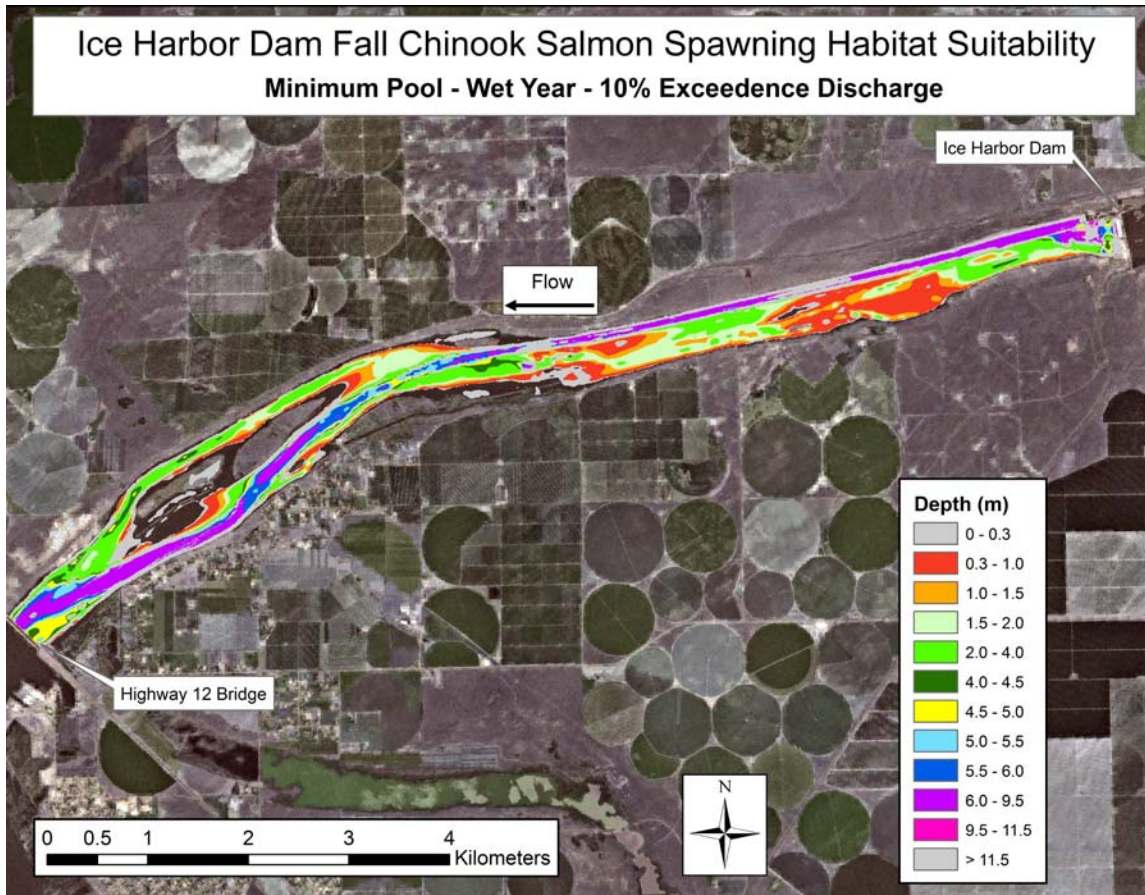 Ice Harbor Dam Fall Chinook Salmon Spawning Habitat Suitability
Minimum Pool - Wet Year - 10% Exceedence Discharge
Ice Harbor Dam
Flow
Highway 12 Bridge
Depth (m)
0 - 0.3
0.3 - 1.0
1.0 - 1.5
1.5 - 2.0
2.0 - 4.0
4.0 - 4.5
4.5 - 5.0
5.0 - 5.5
5.5 - 6.0
6.0 - 9.5
9.5 - 11.5
> 11.5
N
0 0.5 1 2 3 4
Kilometers